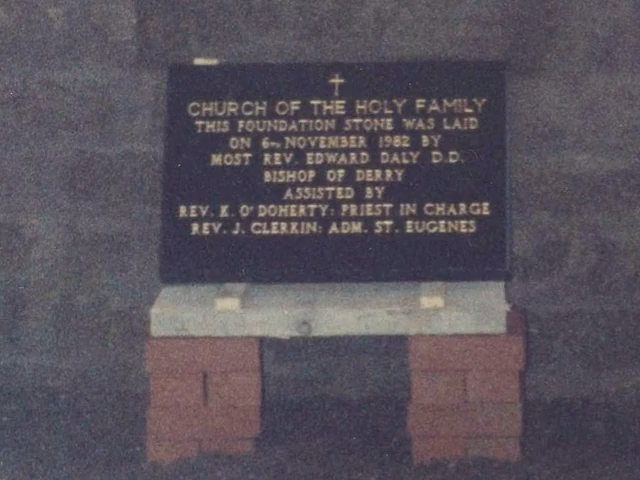 CHURCH OF THE HOLY FAMILY
THIS FOUNDATION STONE WAS LAID
ON 6TH NOVEMBER 1982 BY
MOST REV. EDWARD DALY D.D.
BISHOP OF DERRY
ASSISTED BY
REV. K. O'DOHERTY: PRIEST IN CHARGE
REV. J. CLERKIN: ADM. ST. EUGENES